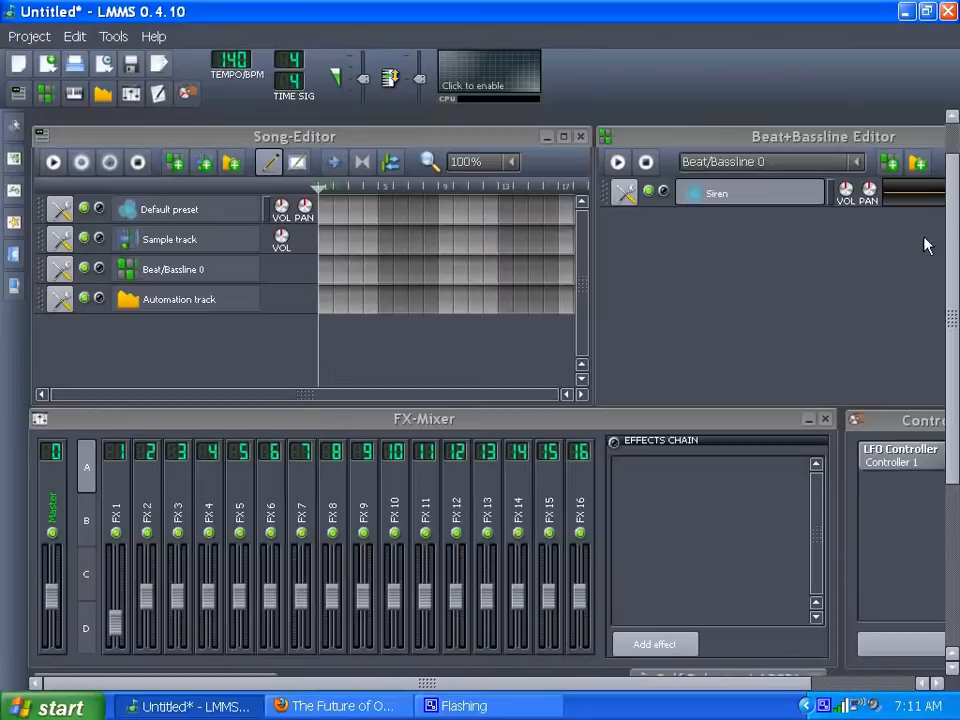 Untitled* - LMMS 0.4.10
Project Edit Tools Help
140
TEMPO/BPM
4
4
TIME SIG
Click to enable
CPU
Song-Editor
100%
5 9 13 17
Default preset
VOL PAN
Sample track
VOL
Beat/Bassline 0
Automation track
Beat+Bassline Editor
Beat/Bassline 0
Siren
VOL PAN
FX-Mixer
0 1 2 3 4 5 6 7 8 9 10 11 12 13 14 15 16
A
B
C
D
Master
FX 1
FX 2
FX 3
FX 4
FX 5
FX 6
FX 7
FX 8
FX 9
FX 10
FX 11
FX 12
FX 13
FX 14
FX 15
FX 16
EFFECTS CHAIN
Add effect
Contro
LFO Controller
Controller 1
start
Untitled* - LMMS...
The Future of O...
Flashing
7:11 AM